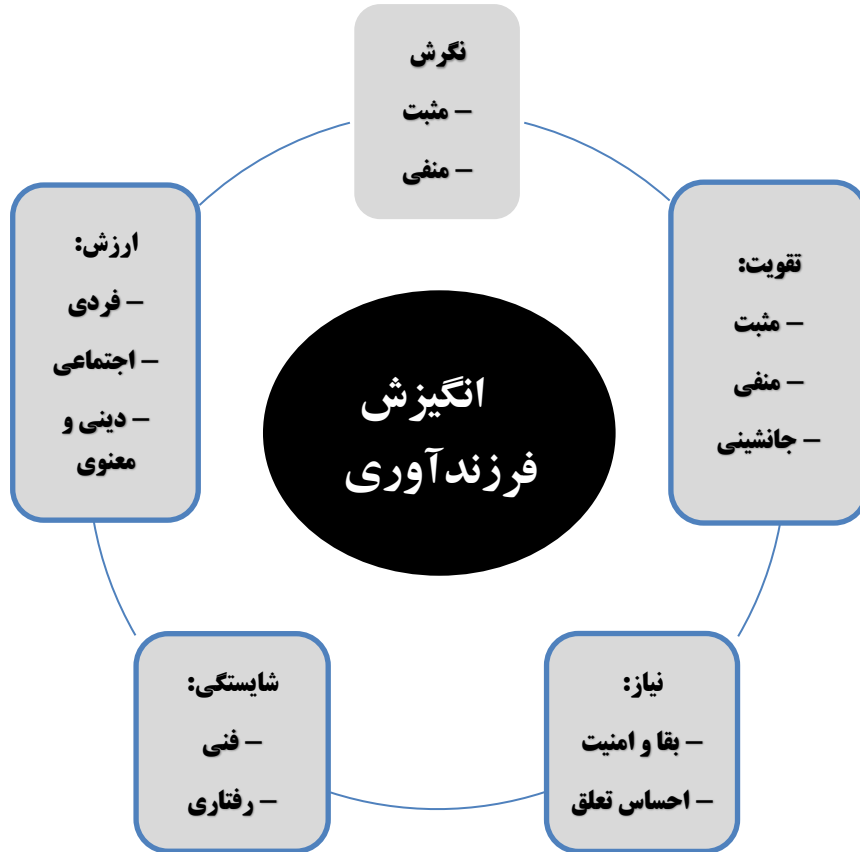 نگرش
– مثبت
– منفی
تقویت:
– مثبت
– منفی
– جانشینی
نیاز:
– بقا و امنیت
– احساس تعلق
شایستگی:
– فنی
– رفتاری
ارزش:
– فردی
– اجتماعی
– دینی و
معنوی
انگیزش
فرزندآوری